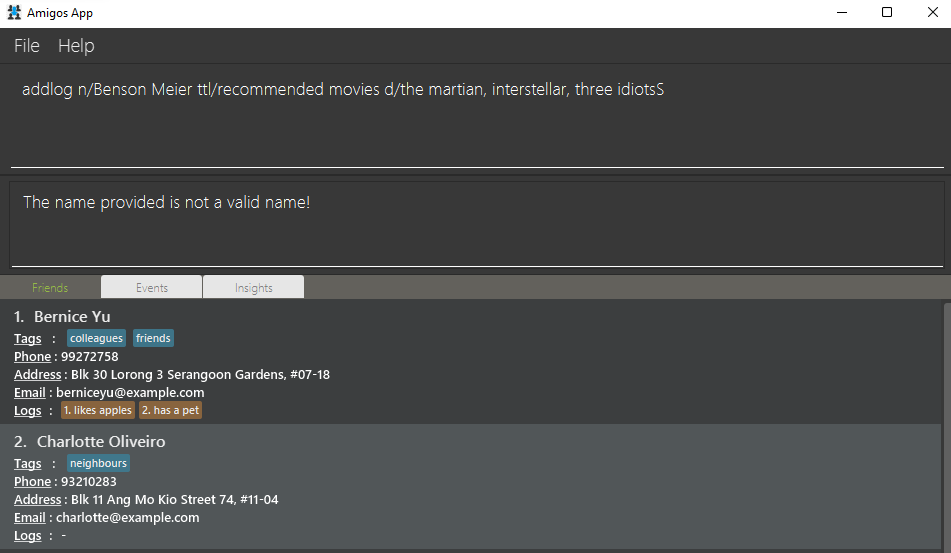 Amigos App
File Help
addlog n/Benson Meier ttl/recommended movies d/the martian, interstellar, three idiotsS
The name provided is not a valid name!
Friends Events Insights
1. Bernice Yu
Tags : colleagues friends
Phone : 99272758
Address : Blk 30 Lorong 3 Serangoon Gardens, #07-18
Email : berniceyu@example.com
Logs : 1. likes apples 2. has a pet
2. Charlotte Oliveiro
Tags : neighbours
Phone : 93210283
Address : Blk 11 Ang Mo Kio Street 74, #11-04
Email : charlotte@example.com
Logs : -